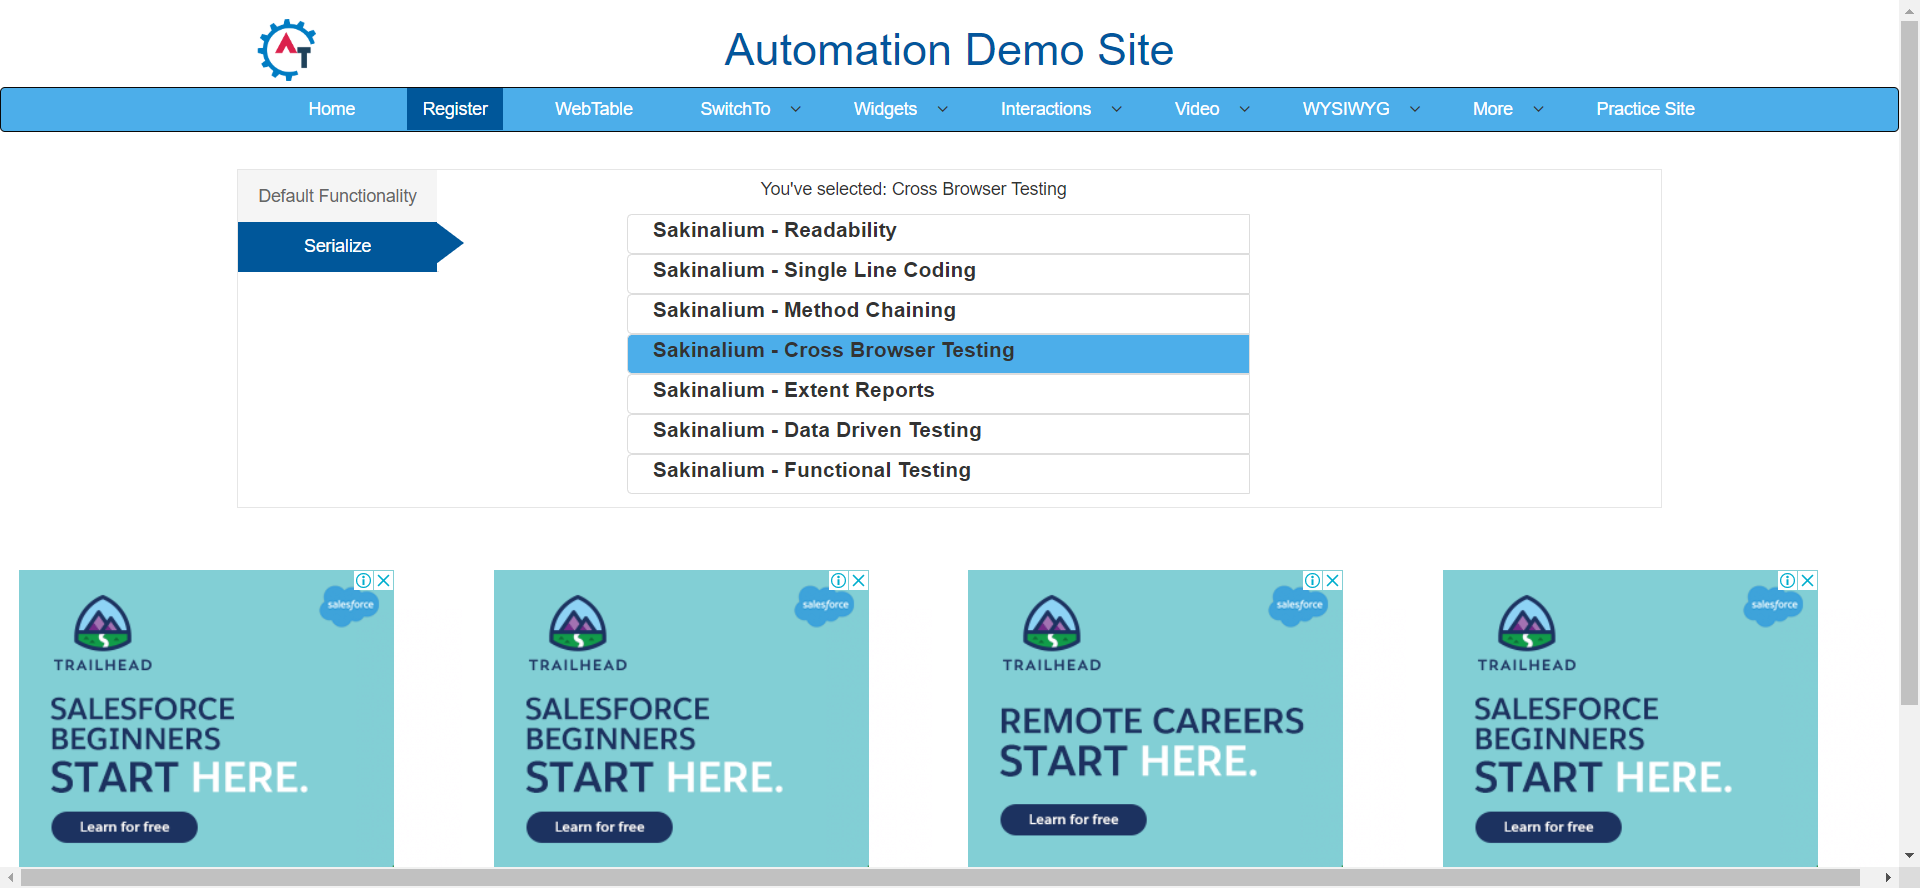 AT
Automation Demo Site
Home Register WebTable SwitchTo Widgets Interactions Video WYSIWYG More Practice Site
Default Functionality
Serialize
You've selected: Cross Browser Testing
Sakinalium - Readability
Sakinalium - Single Line Coding
Sakinalium - Method Chaining
Sakinalium - Cross Browser Testing
Sakinalium - Extent Reports
Sakinalium - Data Driven Testing
Sakinalium - Functional Testing
salesforce
TRAILHEAD
SALESFORCE
BEGINNERS
START HERE.
Learn for free
salesforce
TRAILHEAD
SALESFORCE
BEGINNERS
START HERE.
Learn for free
salesforce
TRAILHEAD
REMOTE CAREERS
START HERE.
Learn for free
salesforce
TRAILHEAD
SALESFORCE
BEGINNERS
START HERE.
Learn for free